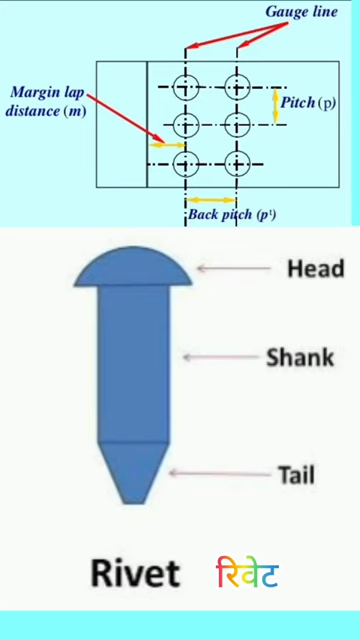 Gauge line
Margin lap
distance (m)
Pitch (p)
Back pitch (p¹)
Head
Shank
Tail
Rivet रिवेट